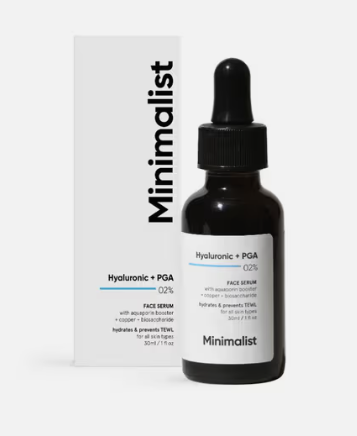 Minimalist
Hyaluronic + PGA
02%
FACE SERUM
with aquaporin booster
+ copper + biosaccharide
hydrates & prevents TEWL
for all skin types
30ml / 1 fl oz
Hyaluronic + PGA
02%
FACE SERUM
with aquaporin booster
+ copper + biosaccharide
hydrates & prevents TEWL
for all skin types
30ml / 1 fl oz
Minimalist